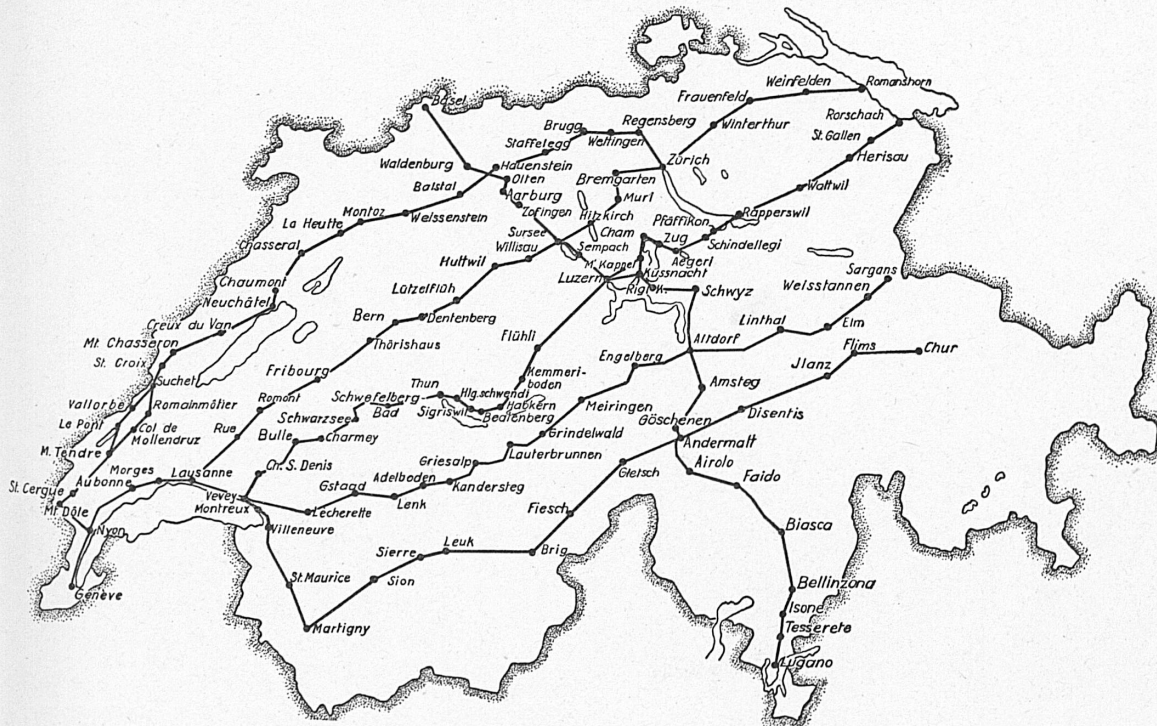 Romanshorn
Weinfelden
Frauenfeld
Basel
Rorschach
Regensberg
Winterthur
Brugg
St. Gallen
Wettingen
Staffelegg
Herisau
Zürich
Waldenburg
Hauenstein
Olten
Bremgarten
Wattwil
Balstal
Aarburg
Murl
Zofingen
Rapperswil
Hitzkirch
Montoz
Weissenstein
Pfäffikon
La Heutte
Sursee
Cham
Zug
Schindellegi
Chasseral
Willisau
Sempach
Aegerl
Huttwil
M. Kappel
Küssnacht
Sargans
Chaumont
Luzern
Rigi-K.
Schwyz
Weisstannen
Neuchâtel
Lützelflüh
Creux du Van
Bern
Dentenberg
Linthal
Elm
Mt. Chasseron
Thörishaus
Flühli
Altdorf
Flims
Chur
St. Croix
Engelberg
Jlanz
Suchet
Fribourg
Kemmeri-
boden
Thun
Hlg.schwendi
Amsteg
Schwefelberg
Bad
Romont
Vallorbe
Romainmôtier
Sigriswil
Habkern
Beatenberg
Meiringen
Disentis
Schwarzsee
Göschenen
Le Pont
Col de
Mollendruz
Rue
Bulle
Charmey
Grindelwald
Andermatt
M. Tendre
Lauterbrunnen
Griesalp
Gletsch
Airolo
Morges
Lausanne
Ch. S. Denis
Adelboden
Kandersteg
Faido
St. Cergue
Aubonne
Gstaad
Lenk
Vevey
Mt. Dôle
Montreux
Lecherette
Fiesch
Nyon
Villeneuve
Biasca
Leuk
Sierre
Brig
St. Maurice
Sion
Genève
Bellinzona
Isone
Martigny
Tesserete
Lugano